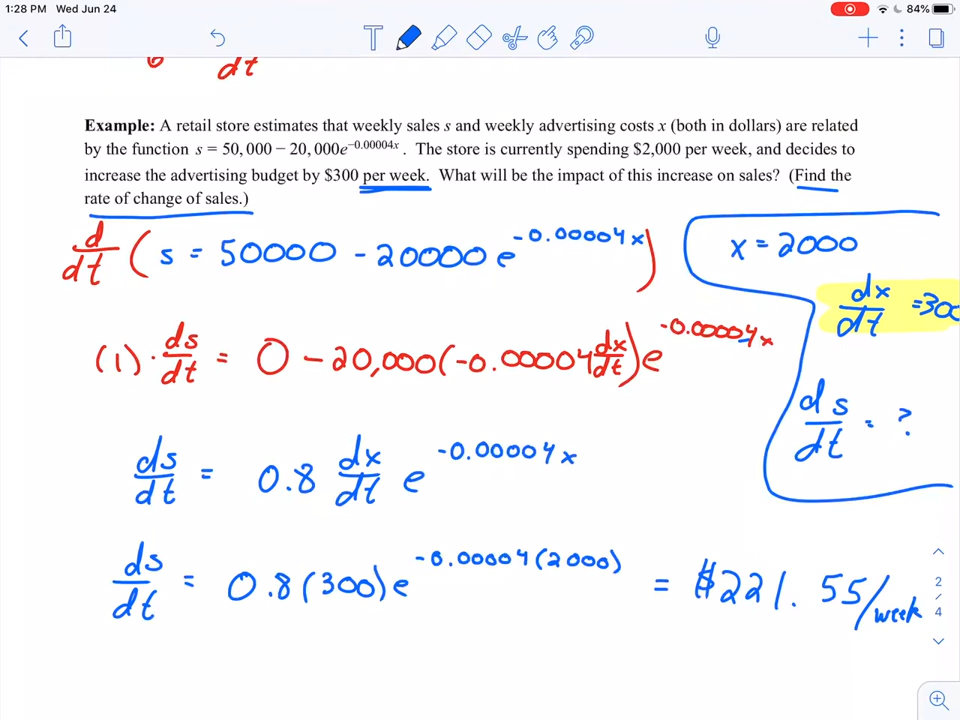 1:28 PM Wed Jun 24
84%
T
dt
Example: A retail store estimates that weekly sales s and weekly advertising costs x (both in dollars) are related
by the function s = 50,000 − 20,000e^−0.00004x. The store is currently spending $2,000 per week, and decides to
increase the advertising budget by $300 per week. What will be the impact of this increase on sales? (Find the
rate of change of sales.)
d/dt ( s = 50000 - 20000 e^-0.00004x )
x = 2000
dx/dt = 300
(1) · ds/dt = 0 - 20,000(-0.00004 dx/dt) e^-0.00004x
ds/dt = ?
ds/dt = 0.8 dx/dt e^-0.00004x
ds/dt = 0.8(300)e^-0.00004(2000) = $221.55/week
2/4